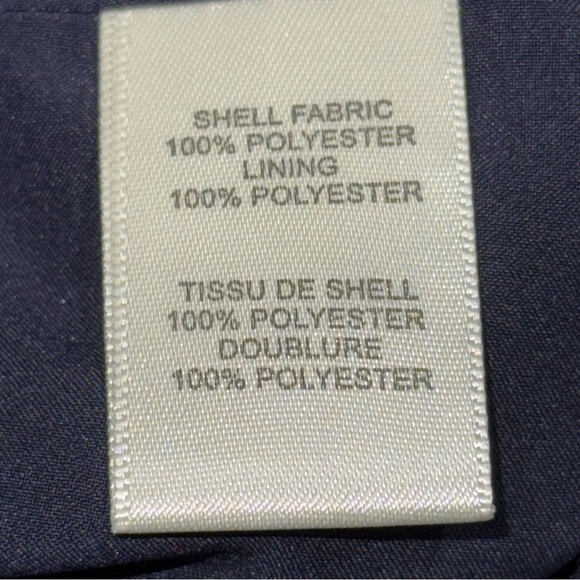 SHELL FABRIC
100% POLYESTER
LINING
100% POLYESTER
TISSU DE SHELL
100% POLYESTER
DOUBLURE
100% POLYESTER